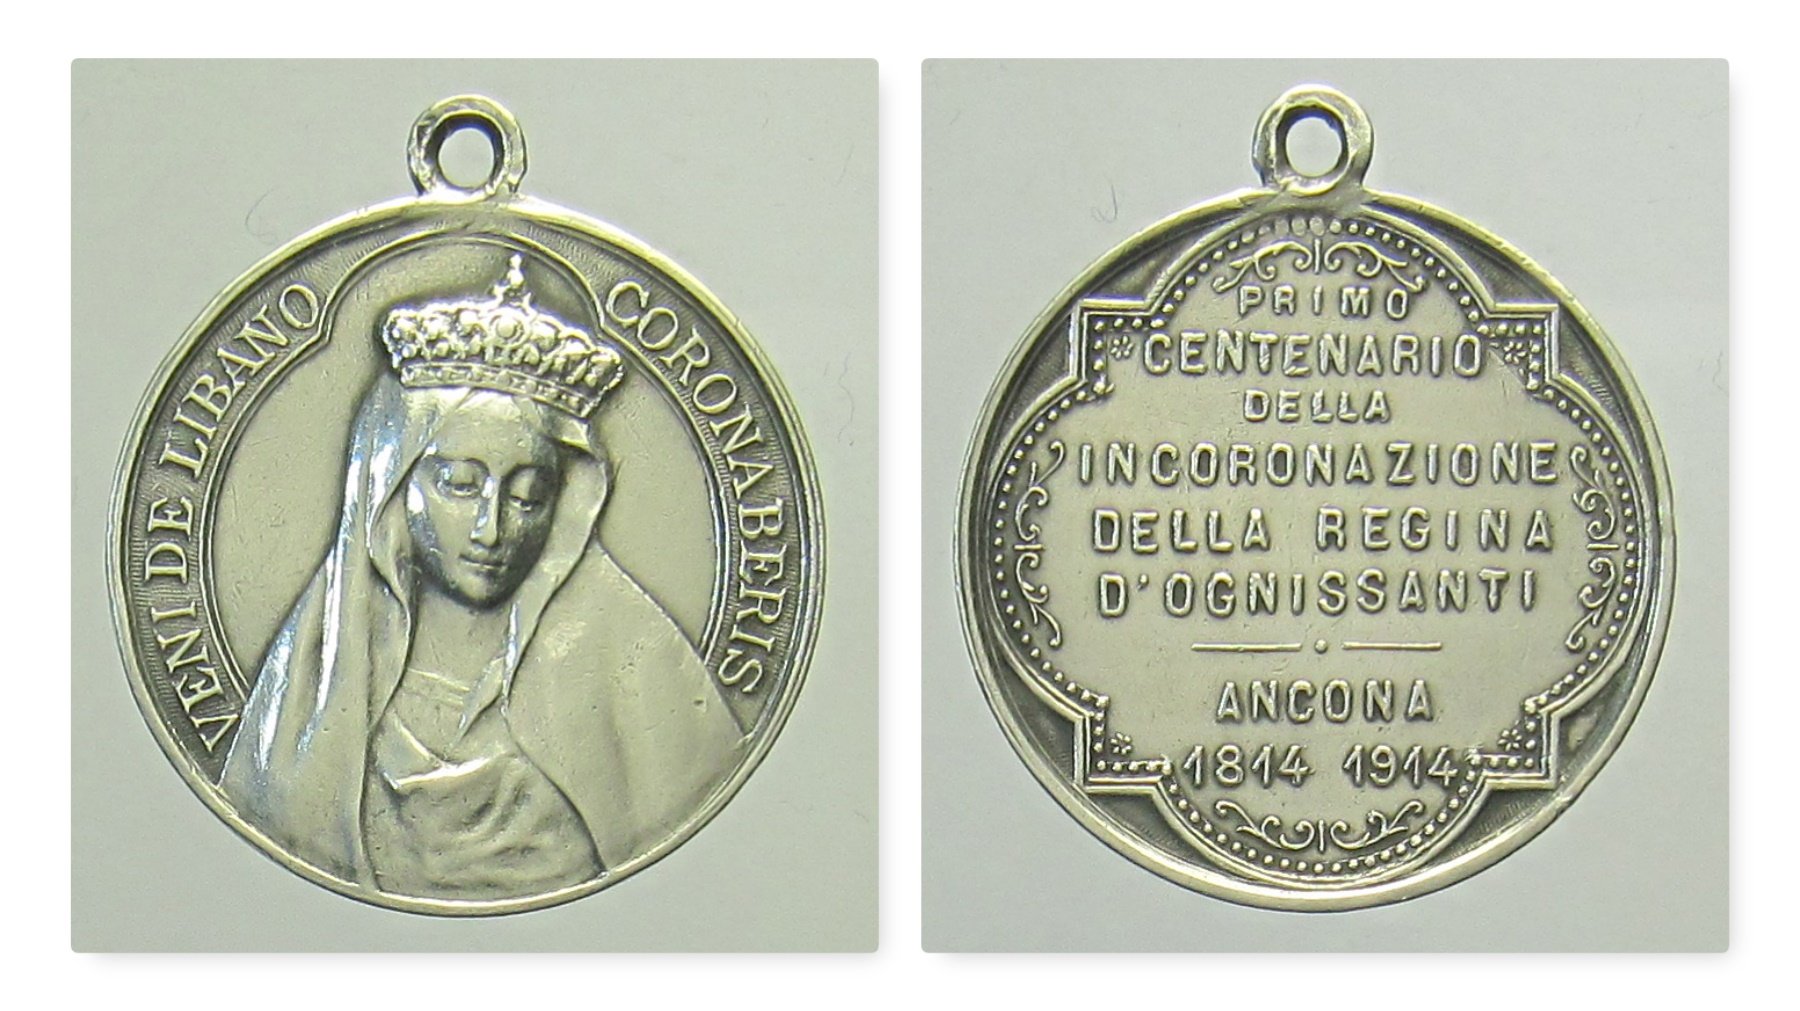 VENI DE LIBANO CORONABERIS
PRIMO
CENTENARIO
DELLA
INCORONAZIONE
DELLA REGINA
D'OGNISSANTI
ANCONA
1814 1914